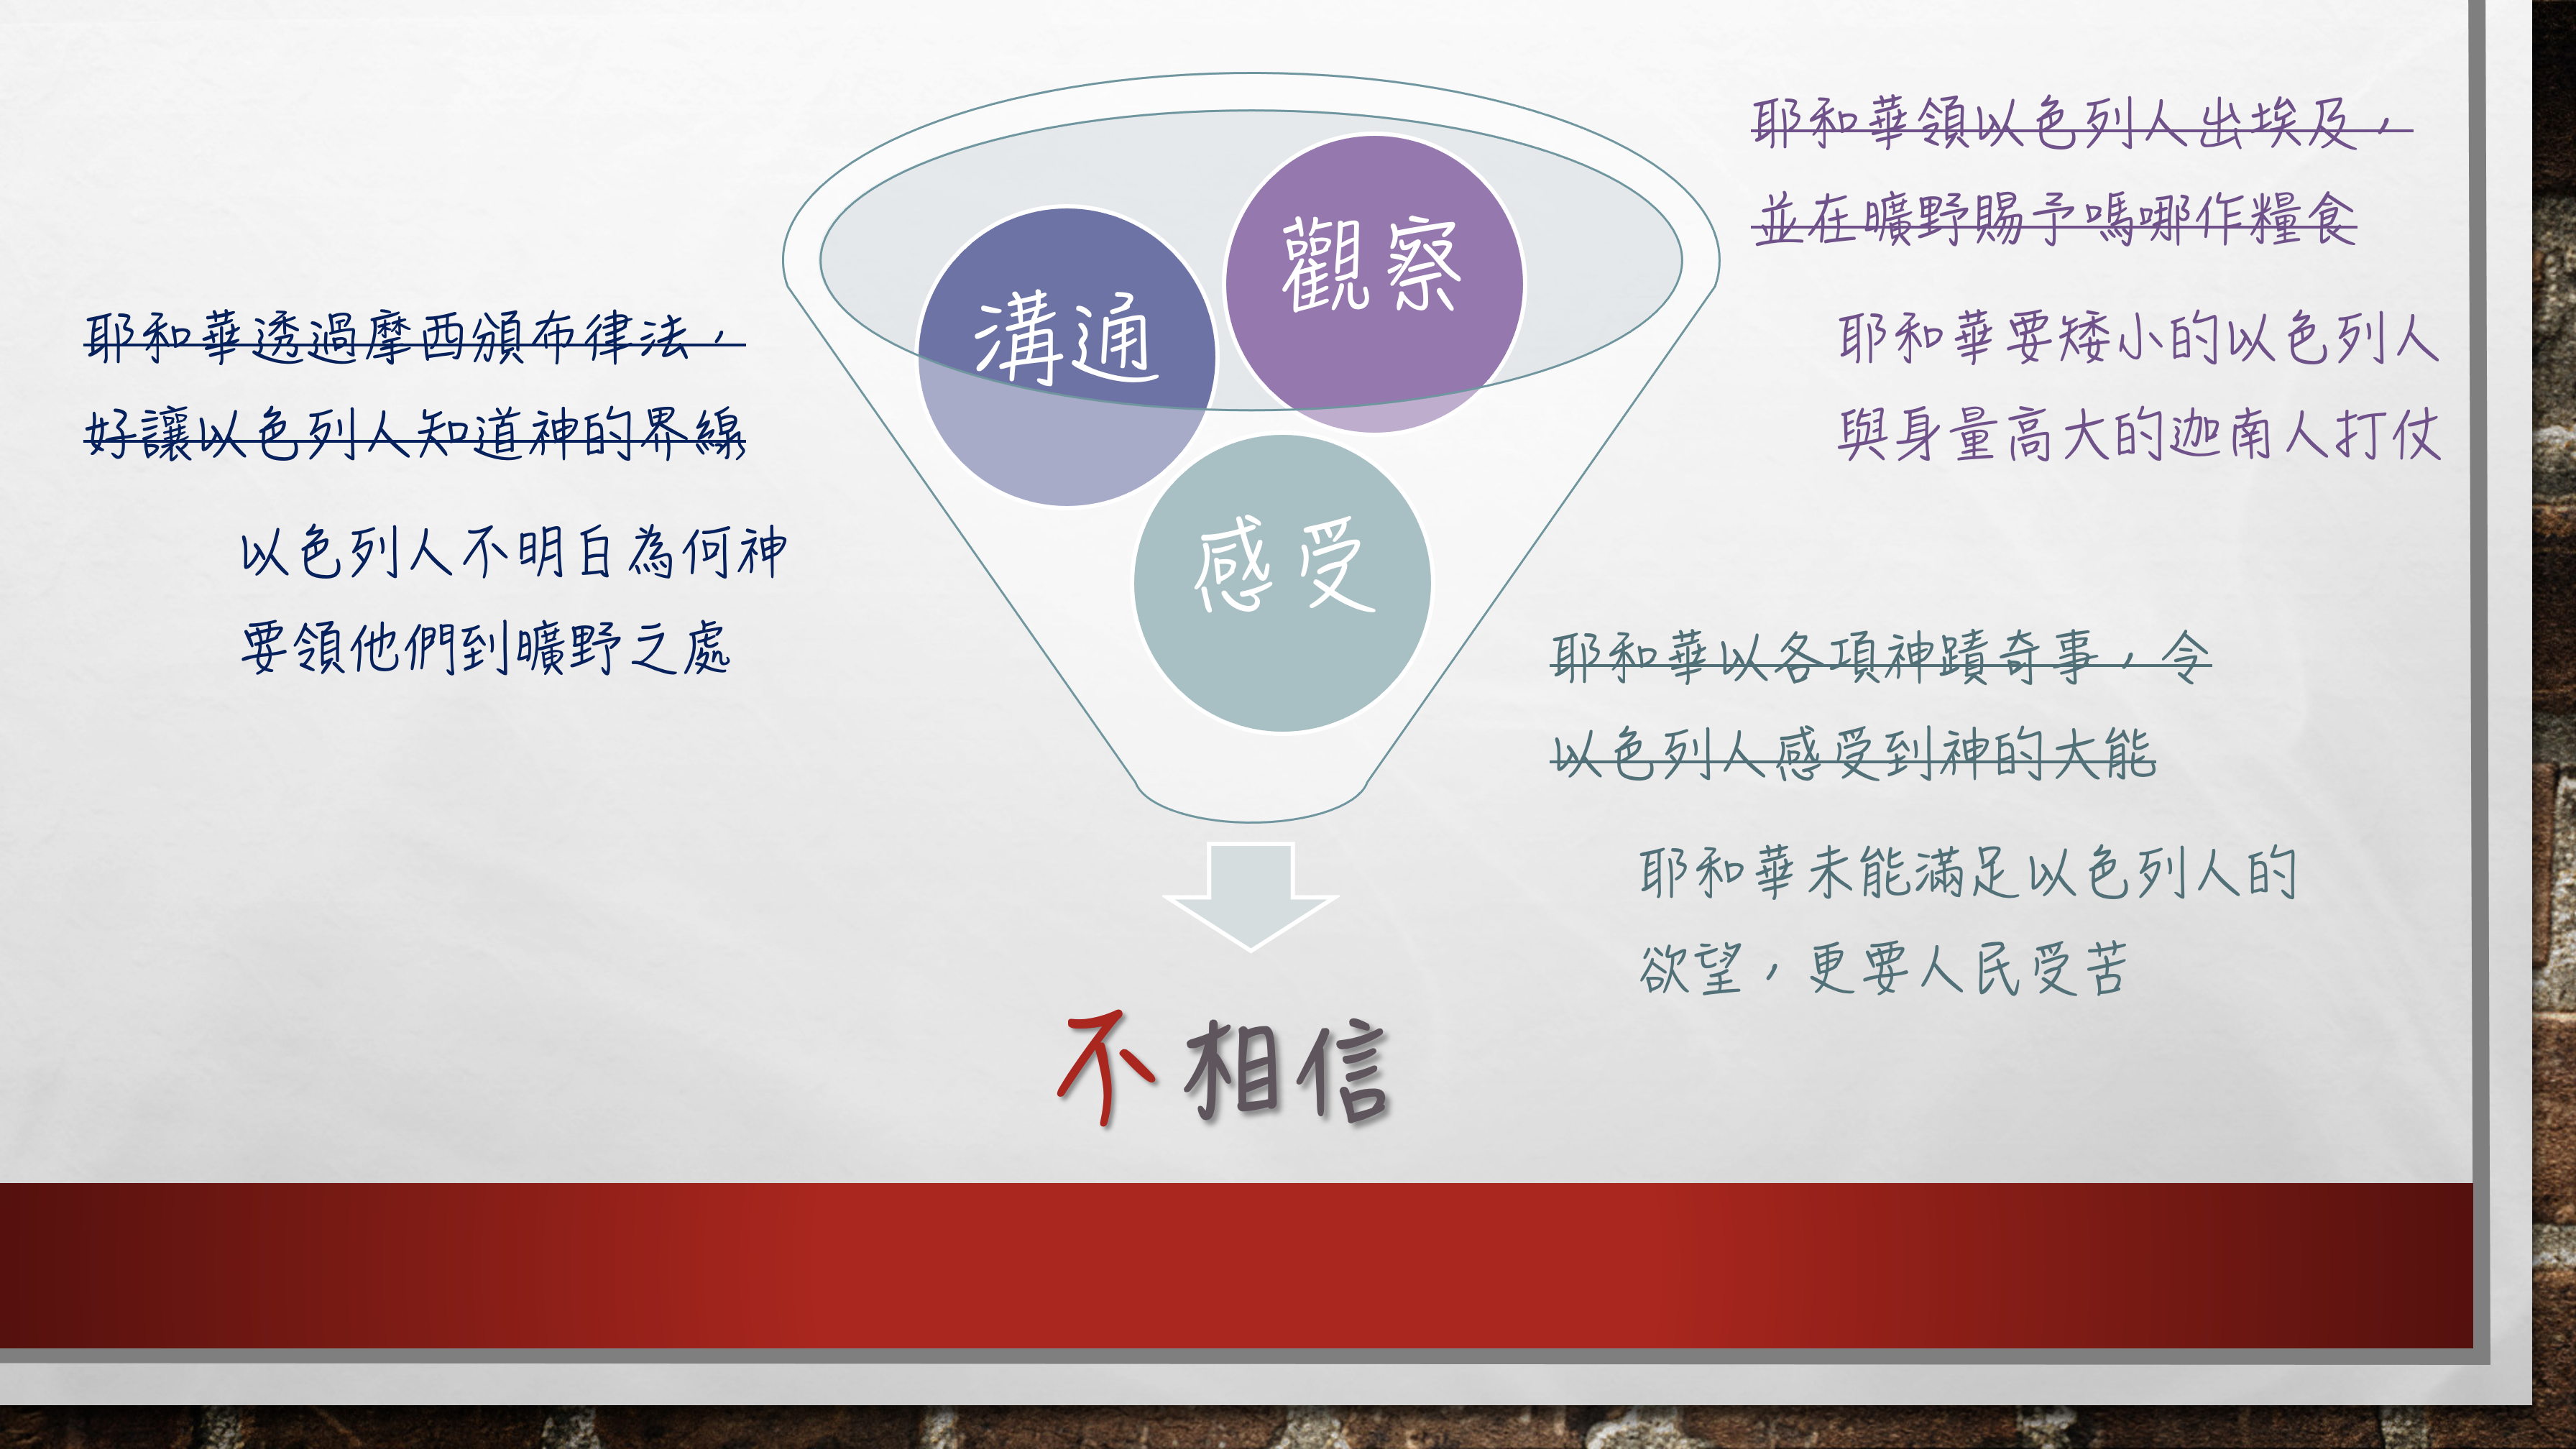 耶和華領以色列人出埃及，
並在曠野賜予嗎哪作糧食
耶和華要矮小的以色列人
與身量高大的迦南人打仗
觀察
溝通
感受
耶和華透過摩西頒布律法，
好讓以色列人知道神的界線
以色列人不明白為何神
要領他們到曠野之處
耶和華以各項神蹟奇事，令
以色列人感受到神的大能
耶和華未能滿足以色列人的
欲望，更要人民受苦
不相信